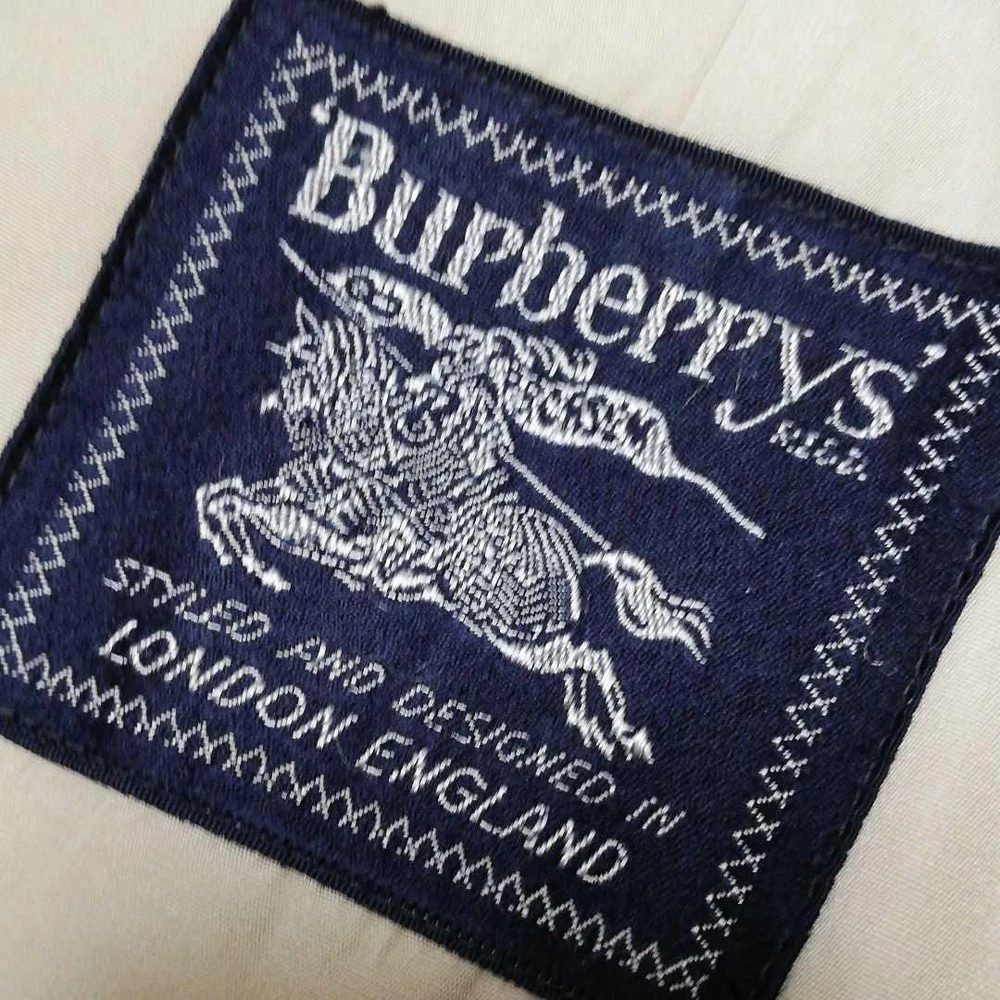 'Burberrys'
REGD.
STYLED AND DESIGNED IN
LONDON ENGLAND